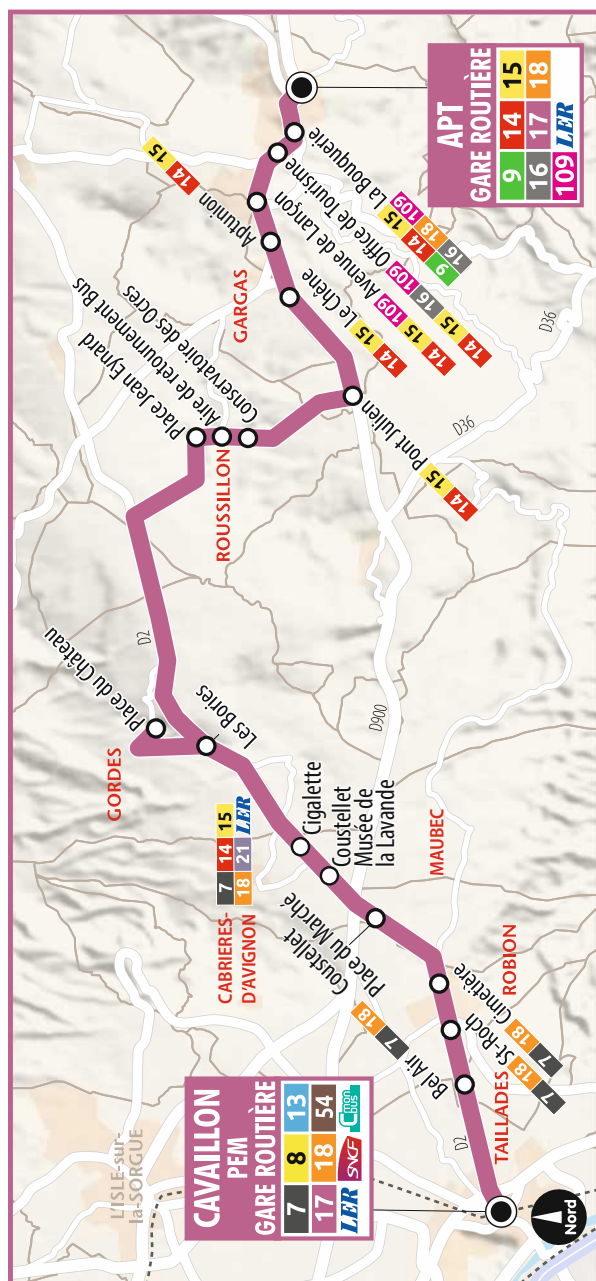 APT
GARE ROUTIÈRE
9 14 15
16 17 18
109 LER
La Bouquerie
16 18 109
Office de Tourisme
9 14 15
Avenue de Lançon
14 15 16 109
Aptunion
14 15
GARGAS
Le Chêne
14 15 109
14 15
Conservatoire des Ocres
Aire de retournement Bus
Place Jean Eynard
ROUSSILLON
Pont Julien
14 15
D36
D36
D2
Place du Château
GORDES
Les Bories
D900
Cigalette
Coustellet
Musée de
la Lavande
7 14 15
18 21 LER
CABRIERES-
D'AVIGNON
Coustellet
Place du Marché
MAUBEC
ROBION
Cimetière
7 18
St-Roch
7 18
Bel Air
7 18
TAILLADES
D2
L'ISLE-sur-
la-SORGUE
CAVAILLON
PEM
GARE ROUTIÈRE
7 8 13
17 18 54
LER SNCF C mon bus
Nord